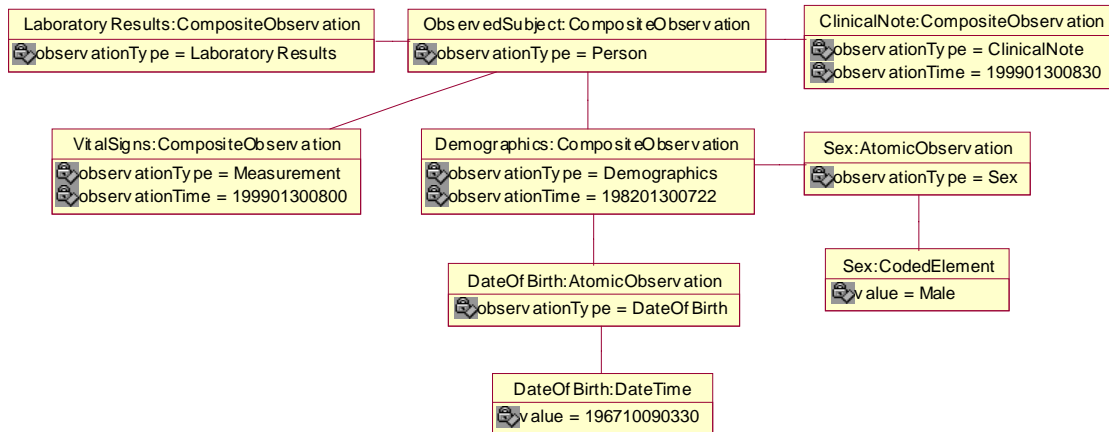 Laboratory Results:CompositeObservation
observationType = Laboratory Results
ObservedSubject:CompositeObservation
observationType = Person
ClinicalNote:CompositeObservation
observationType = ClinicalNote
observationTime = 199901300830
VitalSigns:CompositeObservation
observationType = Measurement
observationTime = 199901300800
Demographics:CompositeObservation
observationType = Demographics
observationTime = 198201300722
Sex:AtomicObservation
observationType = Sex
DateOfBirth:AtomicObservation
observationType = DateOfBirth
Sex:CodedElement
value = Male
DateOfBirth:DateTime
value = 196710090330